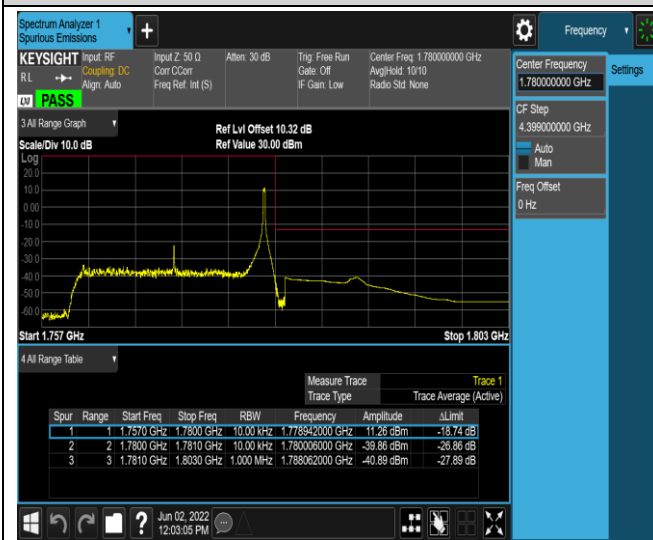 Spectrum Analyzer 1
Spurious Emissions
Frequency
KEYSIGHT
Input: RF
Coupling: DC
Align: Auto
Input Z: 50 Ω
Corr CCorr
Freq Ref: Int (S)
Atten: 30 dB
Trig: Free Run
Gate: Off
IF Gain: Low
Center Freq: 1.780000000 GHz
Avg|Hold: 10/10
Radio Std: None
R L
LXI
PASS
Center Frequency
1.780000000 GHz
Settings
CF Step
4.399000000 GHz
Auto
Man
Freq Offset
0 Hz
3 All Range Graph
Ref Lvl Offset 10.32 dB
Scale/Div 10.0 dB
Ref Value 30.00 dBm
Log
20.0
10.0
0.00
-10.0
-20.0
-30.0
-40.0
-50.0
-60.0
Start 1.757 GHz
Stop 1.803 GHz
4 All Range Table
Measure Trace Trace 1
Trace Type Trace Average (Active)
Spur Range Start Freq Stop Freq RBW Frequency Amplitude ΔLimit
1 1 1.7570 GHz 1.7800 GHz 10.00 kHz 1.778942000 GHz 11.26 dBm -18.74 dB
2 2 1.7800 GHz 1.7810 GHz 10.00 kHz 1.780006000 GHz -39.86 dBm -26.86 dB
3 3 1.7810 GHz 1.8030 GHz 1.000 MHz 1.788062000 GHz -40.89 dBm -27.89 dB
Jun 02, 2022
12:03:05 PM